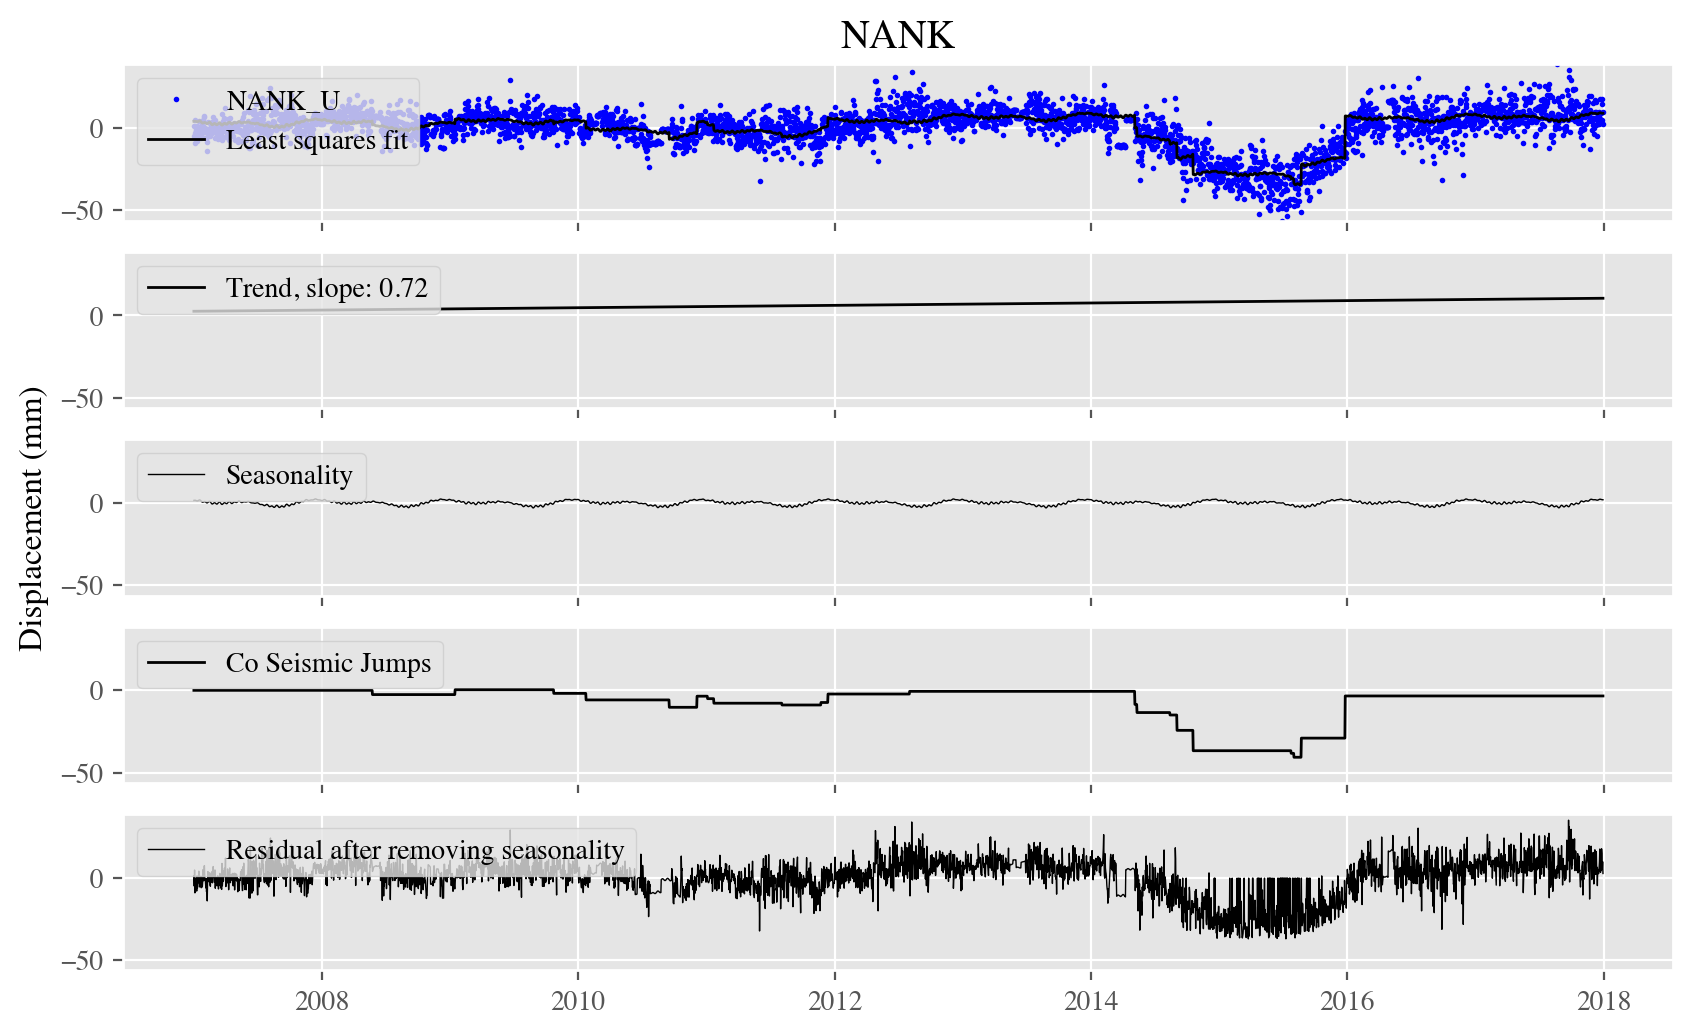 NANK
NANK_U
Least squares fit
0
−50
Trend, slope: 0.72
0
−50
Seasonality
0
−50
Displacement (mm)
Co Seismic Jumps
0
−50
Residual after removing seasonality
0
−50
2008 2010 2012 2014 2016 2018